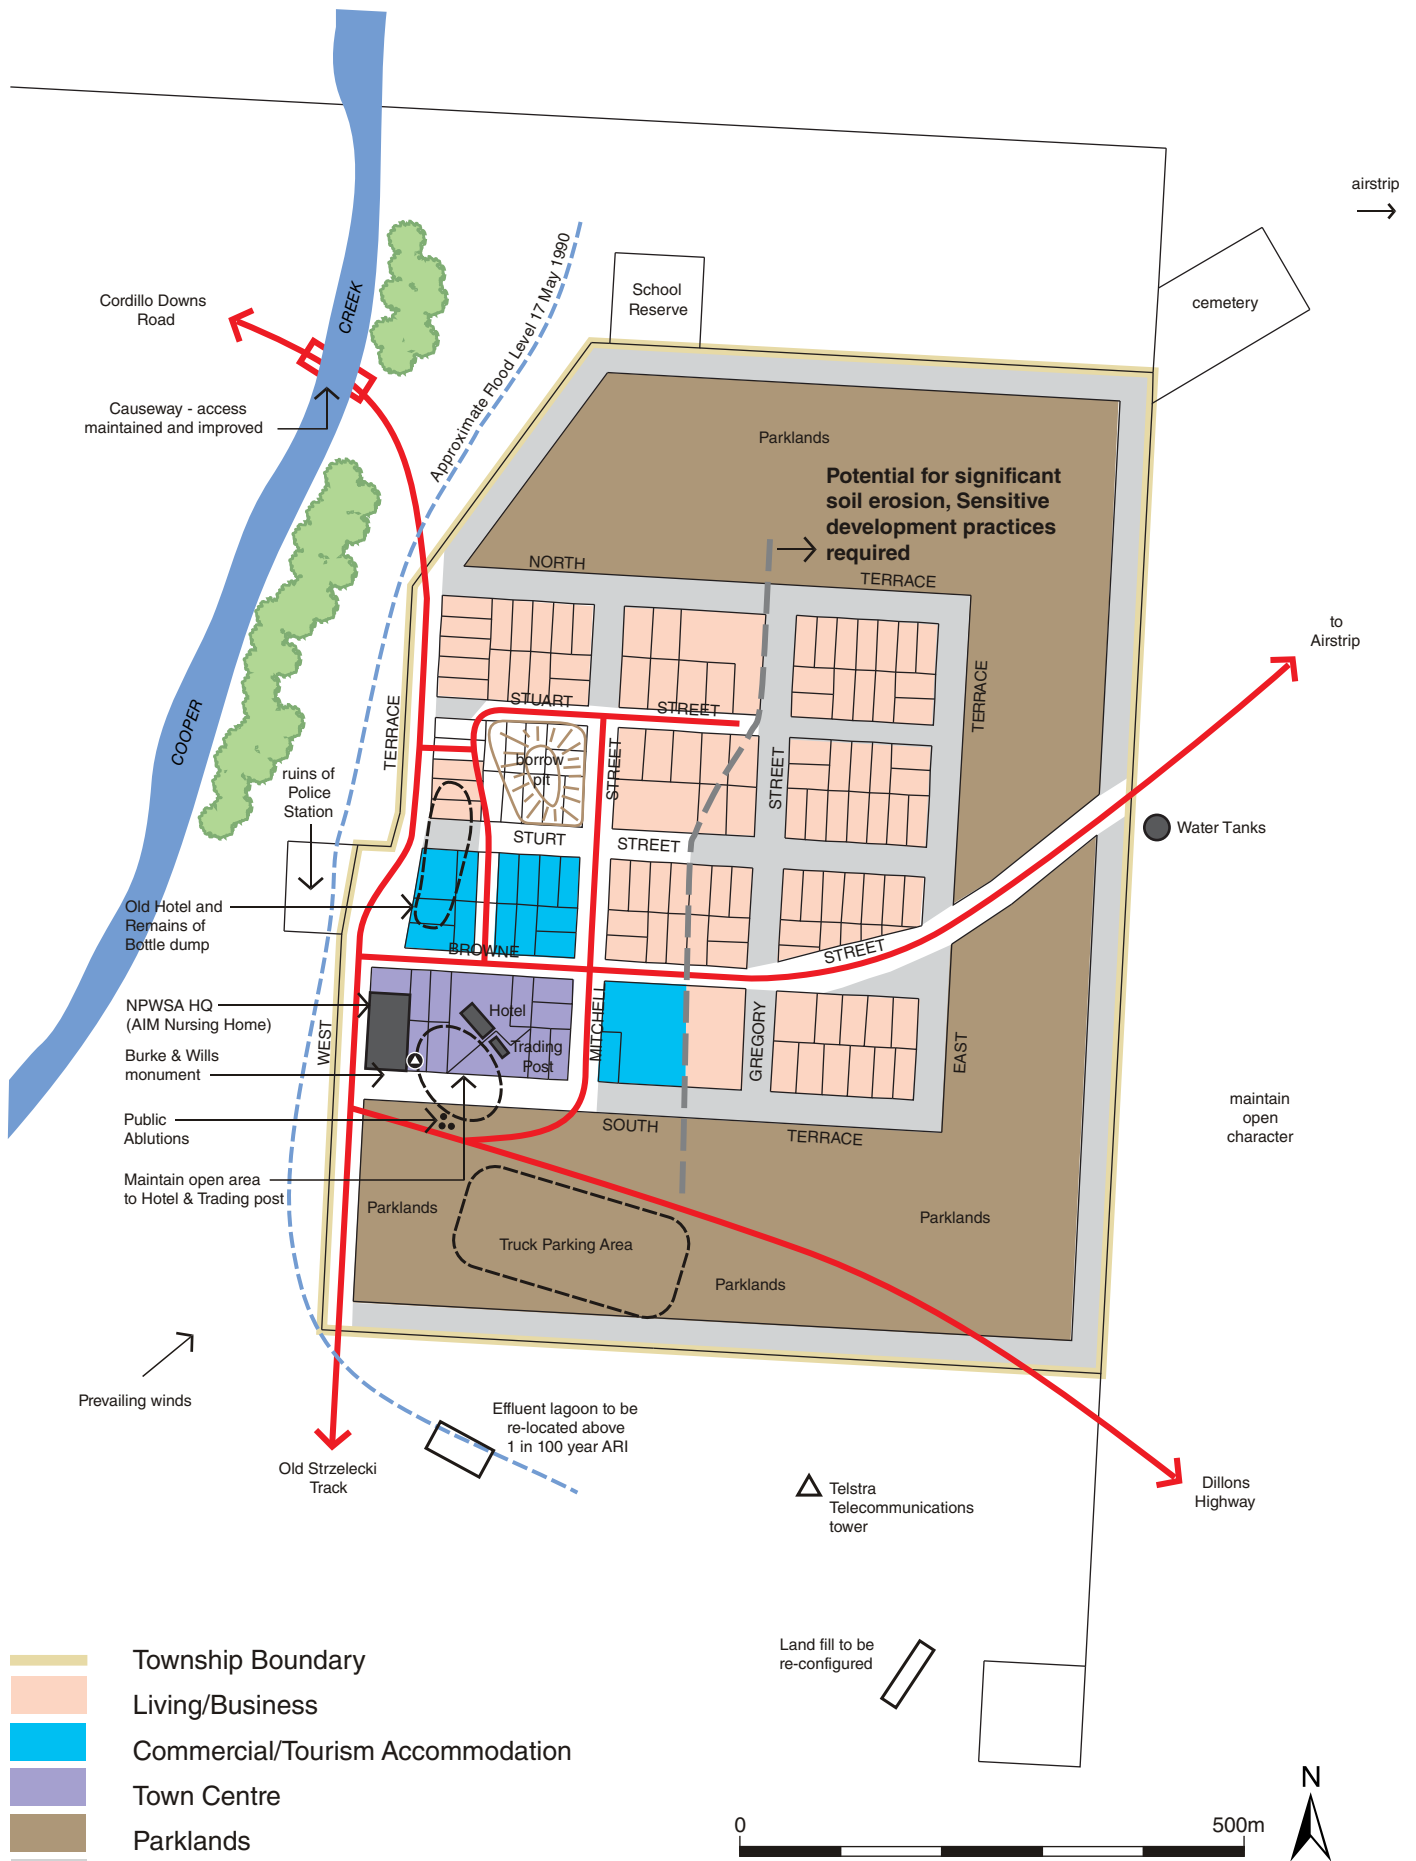 airstrip
School
Reserve
cemetery
Cordillo Downs
Road
CREEK
Approximate Flood Level 17 May 1990
Causeway - access
maintained and improved
Parklands
Potential for significant
soil erosion, Sensitive
development practices
required
NORTH
TERRACE
to
Airstrip
STUART
STREET
TERRACE
TERRACE
COOPER
borrow
pit
STREET
STREET
ruins of
Police
Station
STURT
STREET
Water Tanks
Old Hotel and
Remains of
Bottle dump
BROWNE
STREET
NPWSA HQ
(AIM Nursing Home)
Hotel
Trading
Post
MITCHELL
GREGORY
EAST
WEST
Burke & Wills
monument
Public
Ablutions
SOUTH
TERRACE
maintain
open
character
Maintain open area
to Hotel & Trading post
Parklands
Parklands
Truck Parking Area
Parklands
Prevailing winds
Effluent lagoon to be
re-located above
1 in 100 year ARI
Old Strzelecki
Track
Telstra
Telecommunications
tower
Dillons
Highway
Land fill to be
re-configured
Township Boundary
Living/Business
Commercial/Tourism Accommodation
Town Centre
Parklands
0
500m
N